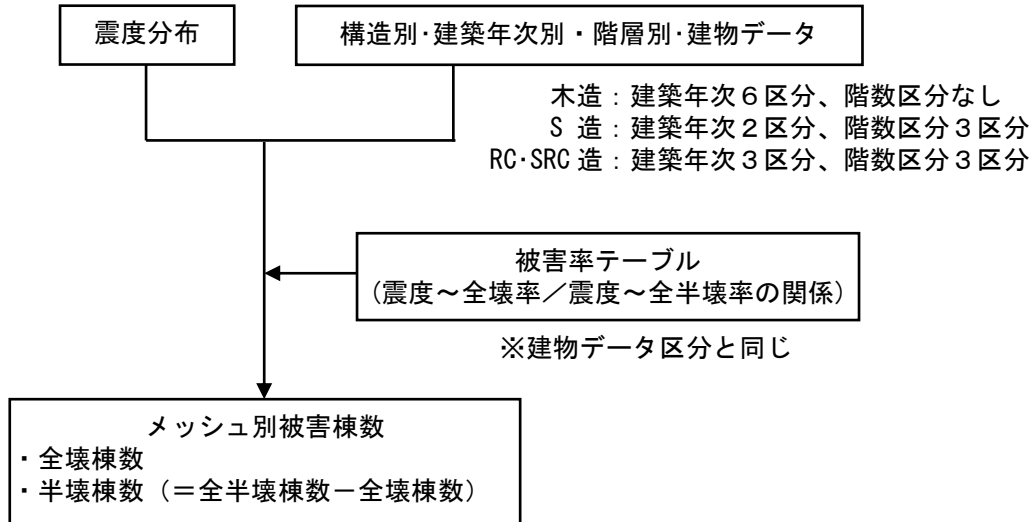 震度分布
構造別･建築年次別・階層別･建物データ
木造：建築年次６区分、階数区分なし
S 造：建築年次２区分、階数区分３区分
RC･SRC 造：建築年次３区分、階数区分３区分
被害率テーブル
（震度～全壊率／震度～全半壊率の関係）
※建物データ区分と同じ
メッシュ別被害棟数
・全壊棟数
・半壊棟数（＝全半壊棟数－全壊棟数）